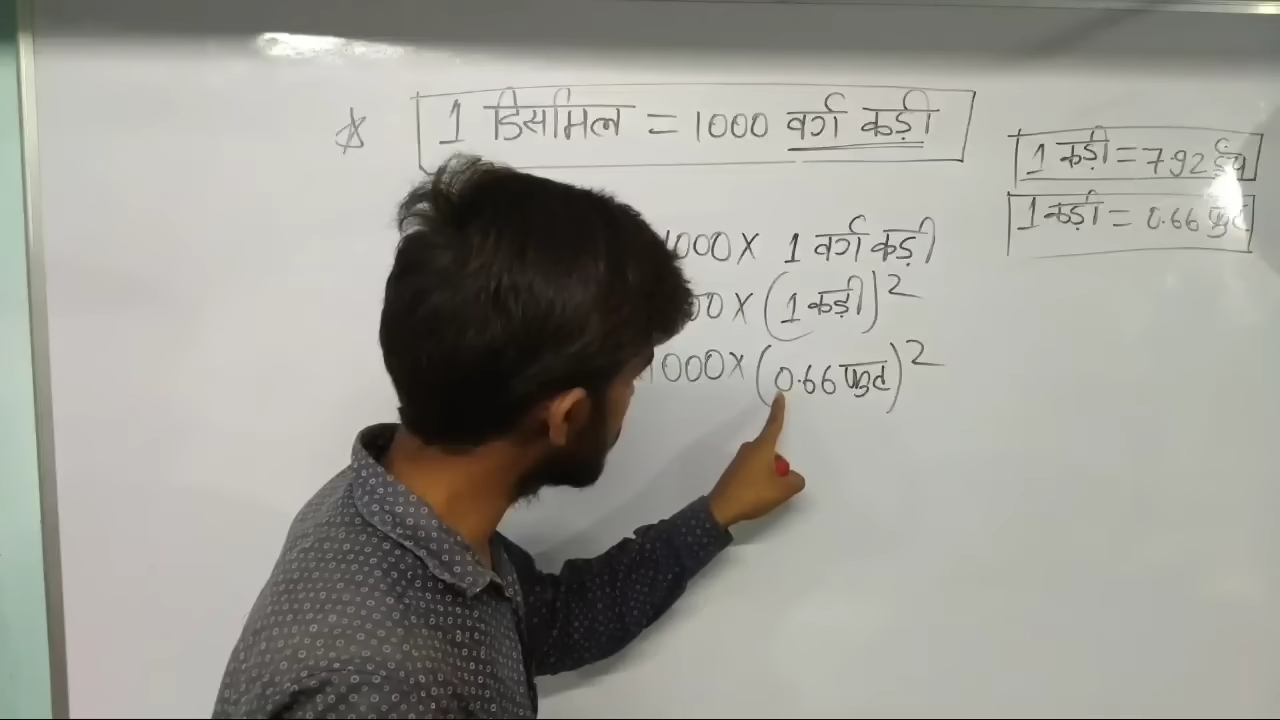 ☆ 1 डिसमिल = 1000 वर्ग कड़ी
1 कड़ी = 7.92 इंच
1 कड़ी = 0.66 फुट
1000 × 1 वर्ग कड़ी
00 × (1 कड़ी)²
1000 × (0.66 फुट)²